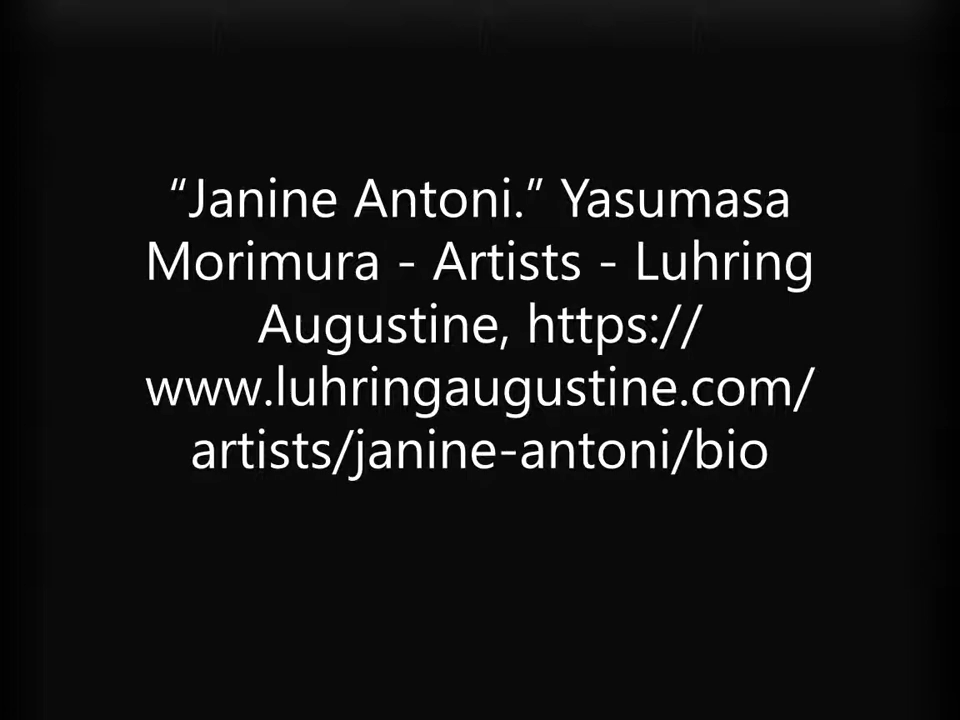 “Janine Antoni.” Yasumasa
Morimura - Artists - Luhring
Augustine, https://
www.luhringaugustine.com/
artists/janine-antoni/bio